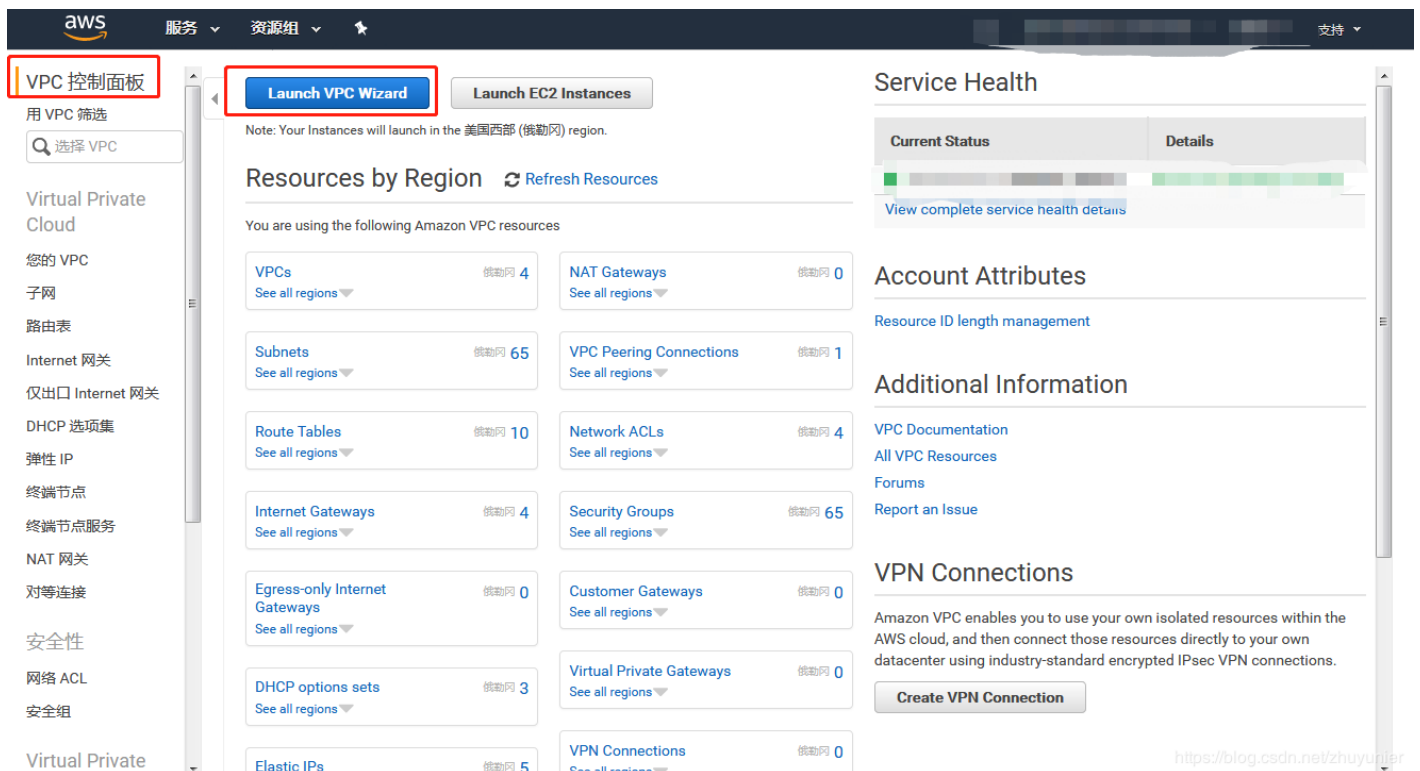 aws
服务
资源组
支持
VPC 控制面板
用 VPC 筛选
选择 VPC
Virtual Private
Cloud
您的 VPC
子网
路由表
Internet 网关
仅出口 Internet 网关
DHCP 选项集
弹性 IP
终端节点
终端节点服务
NAT 网关
对等连接
安全性
网络 ACL
安全组
Virtual Private
Launch VPC Wizard
Launch EC2 Instances
Note: Your Instances will launch in the 美国西部 (俄勒冈) region.
Resources by Region
Refresh Resources
You are using the following Amazon VPC resources
VPCs 俄勒冈 4
See all regions
NAT Gateways 俄勒冈 0
See all regions
Subnets 俄勒冈 65
See all regions
VPC Peering Connections 俄勒冈 1
See all regions
Route Tables 俄勒冈 10
See all regions
Network ACLs 俄勒冈 4
See all regions
Internet Gateways 俄勒冈 4
See all regions
Security Groups 俄勒冈 65
See all regions
Egress-only Internet 俄勒冈 0
Gateways
See all regions
Customer Gateways 俄勒冈 0
See all regions
DHCP options sets 俄勒冈 3
See all regions
Virtual Private Gateways 俄勒冈 0
See all regions
Elastic IPs 俄勒冈 5
VPN Connections 俄勒冈 0
See all regions
Service Health
Current Status
Details
View complete service health details
Account Attributes
Resource ID length management
Additional Information
VPC Documentation
All VPC Resources
Forums
Report an Issue
VPN Connections
Amazon VPC enables you to use your own isolated resources within the
AWS cloud, and then connect those resources directly to your own
datacenter using industry-standard encrypted IPsec VPN connections.
Create VPN Connection